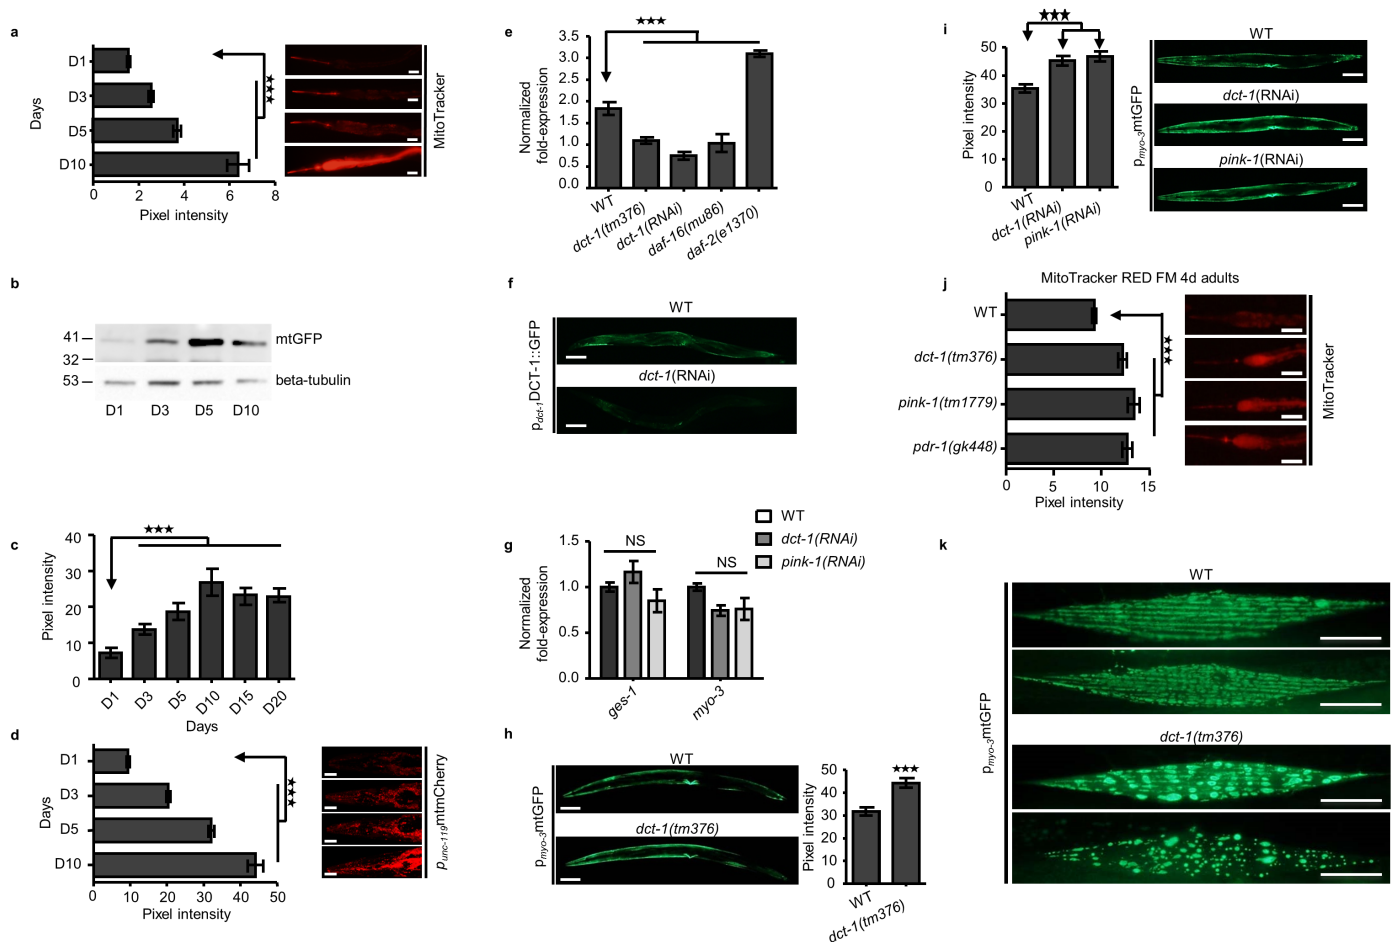 a
Days
D1
D3
D5
D10
0 2 4 6 8
Pixel intensity
★★★
MitoTracker
b
41
32
53
mtGFP
beta-tubulin
D1 D3 D5 D10
c
★★★
Pixel intensity
40
30
20
10
0
D1 D3 D5 D10 D15 D20
Days
d
Days
D1
D3
D5
D10
0 10 20 30 40 50
Pixel intensity
★★★
punc-119mtmCherry
e
★★★
Normalized
fold-expression
3.5
3.0
2.5
2.0
1.5
1.0
0.5
0.0
WT
dct-1(tm376)
dct-1(RNAi)
daf-16(mu86)
daf-2(e1370)
f
WT
dct-1(RNAi)
pdct-1DCT-1::GFP
g
WT
dct-1(RNAi)
pink-1(RNAi)
Normalized
fold-expression
1.5
1.0
0.5
0.0
NS
NS
ges-1
myo-3
h
WT
dct-1(tm376)
pmyo-3mtGFP
Pixel intensity
50
40
30
20
10
0
★★★
WT
dct-1(tm376)
i
★★★
Pixel intensity
50
40
30
20
10
0
WT
dct-1(RNAi)
pink-1(RNAi)
pmyo-3mtGFP
WT
dct-1(RNAi)
pink-1(RNAi)
j
MitoTracker RED FM 4d adults
WT
dct-1(tm376)
pink-1(tm1779)
pdr-1(gk448)
0 5 10 15
Pixel intensity
★★★
MitoTracker
k
WT
dct-1(tm376)
pmyo-3mtGFP